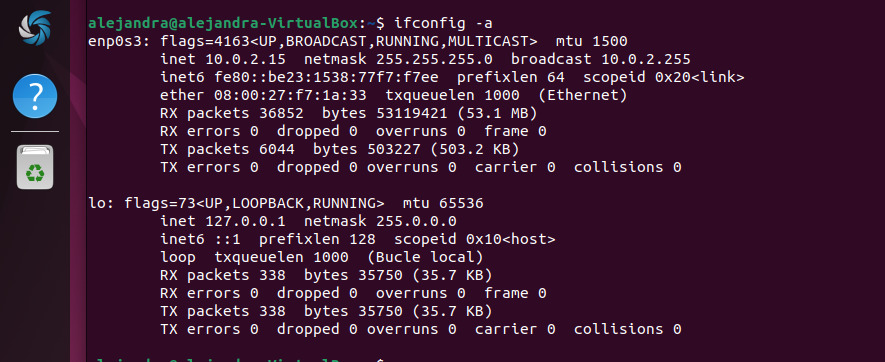 alejandra@alejandra-VirtualBox:~$ ifconfig -a
enp0s3: flags=4163<UP,BROADCAST,RUNNING,MULTICAST>  mtu 1500
        inet 10.0.2.15  netmask 255.255.255.0  broadcast 10.0.2.255
        inet6 fe80::be23:1538:77f7:f7ee  prefixlen 64  scopeid 0x20<link>
        ether 08:00:27:f7:1a:33  txqueuelen 1000  (Ethernet)
        RX packets 36852  bytes 53119421 (53.1 MB)
        RX errors 0  dropped 0  overruns 0  frame 0
        TX packets 6044  bytes 503227 (503.2 KB)
        TX errors 0  dropped 0 overruns 0  carrier 0  collisions 0

lo: flags=73<UP,LOOPBACK,RUNNING>  mtu 65536
        inet 127.0.0.1  netmask 255.0.0.0
        inet6 ::1  prefixlen 128  scopeid 0x10<host>
        loop  txqueuelen 1000  (Bucle local)
        RX packets 338  bytes 35750 (35.7 KB)
        RX errors 0  dropped 0  overruns 0  frame 0
        TX packets 338  bytes 35750 (35.7 KB)
        TX errors 0  dropped 0 overruns 0  carrier 0  collisions 0